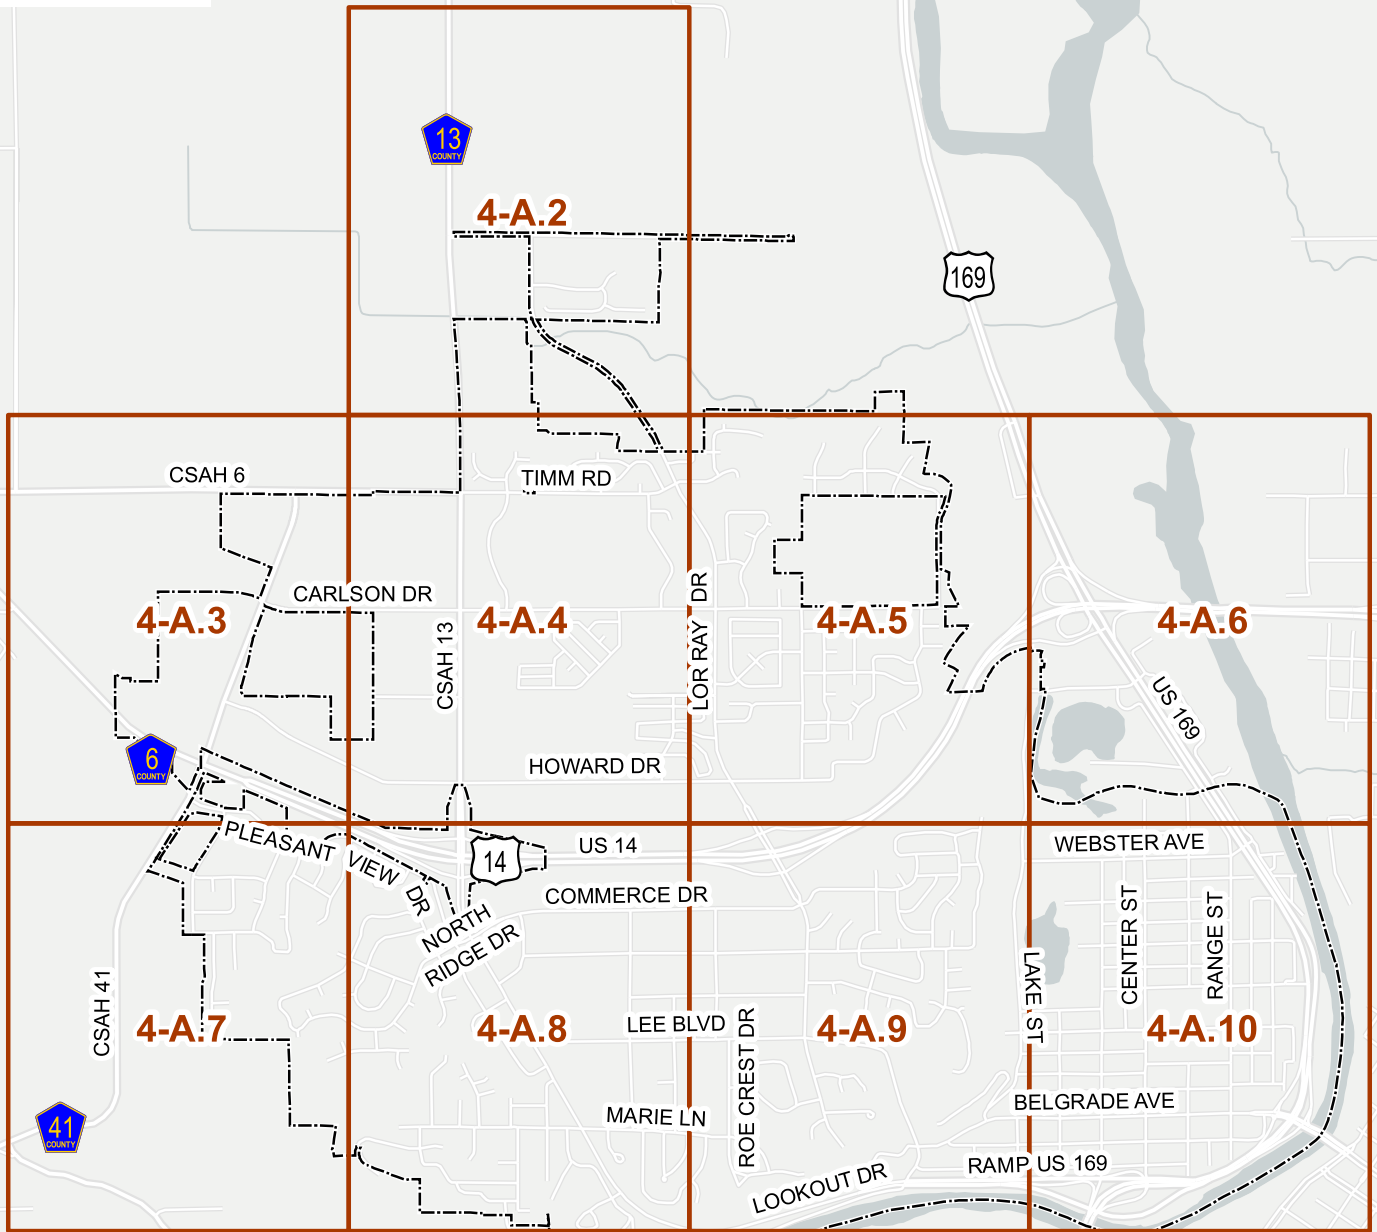 13
COUNTY
4-A.2
169
CSAH 6
TIMM RD
CARLSON DR
4-A.3
4-A.4
LOR RAY DR
4-A.5
4-A.6
CSAH 13
US 169
6
COUNTY
HOWARD DR
PLEASANT VIEW DR
14
US 14
WEBSTER AVE
COMMERCE DR
NORTH
RIDGE DR
CENTER ST
RANGE ST
CSAH 41
LAKE ST
4-A.7
4-A.8
LEE BLVD
4-A.9
4-A.10
ROE CREST DR
41
COUNTY
MARIE LN
BELGRADE AVE
LOOKOUT DR
RAMP US 169